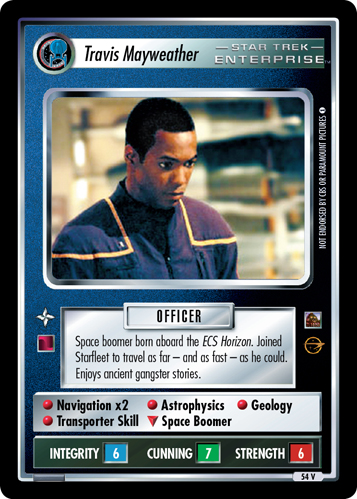 Travis Mayweather
STAR TREK
ENTERPRISE™
NOT ENDORSED BY CBS OR PARAMOUNT PICTURES
OFFICER
Space boomer born aboard the ECS Horizon. Joined
Starfleet to travel as far – and as fast – as he could.
Enjoys ancient gangster stories.
Navigation x2 Astrophysics Geology
Transporter Skill Space Boomer
INTEGRITY 6 CUNNING 7 STRENGTH 6
54 V